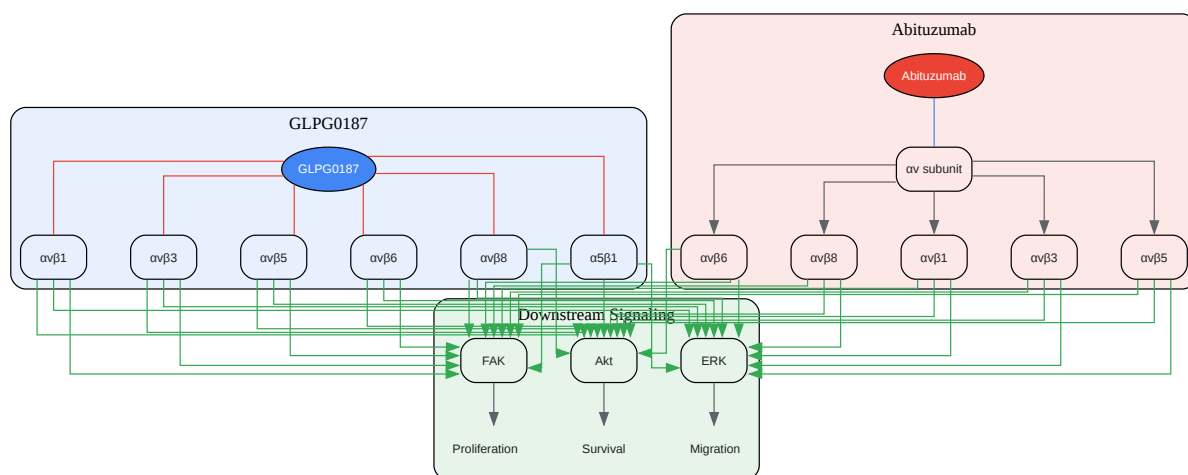 Abituzumab
Abituzumab
GLPG0187
GLPG0187
αv subunit
αvβ1
αvβ3
αvβ5
αvβ6
αvβ8
α5β1
αvβ6
αvβ8
αvβ1
αvβ3
αvβ5
Downstream Signaling
FAK
Akt
ERK
Proliferation
Survival
Migration